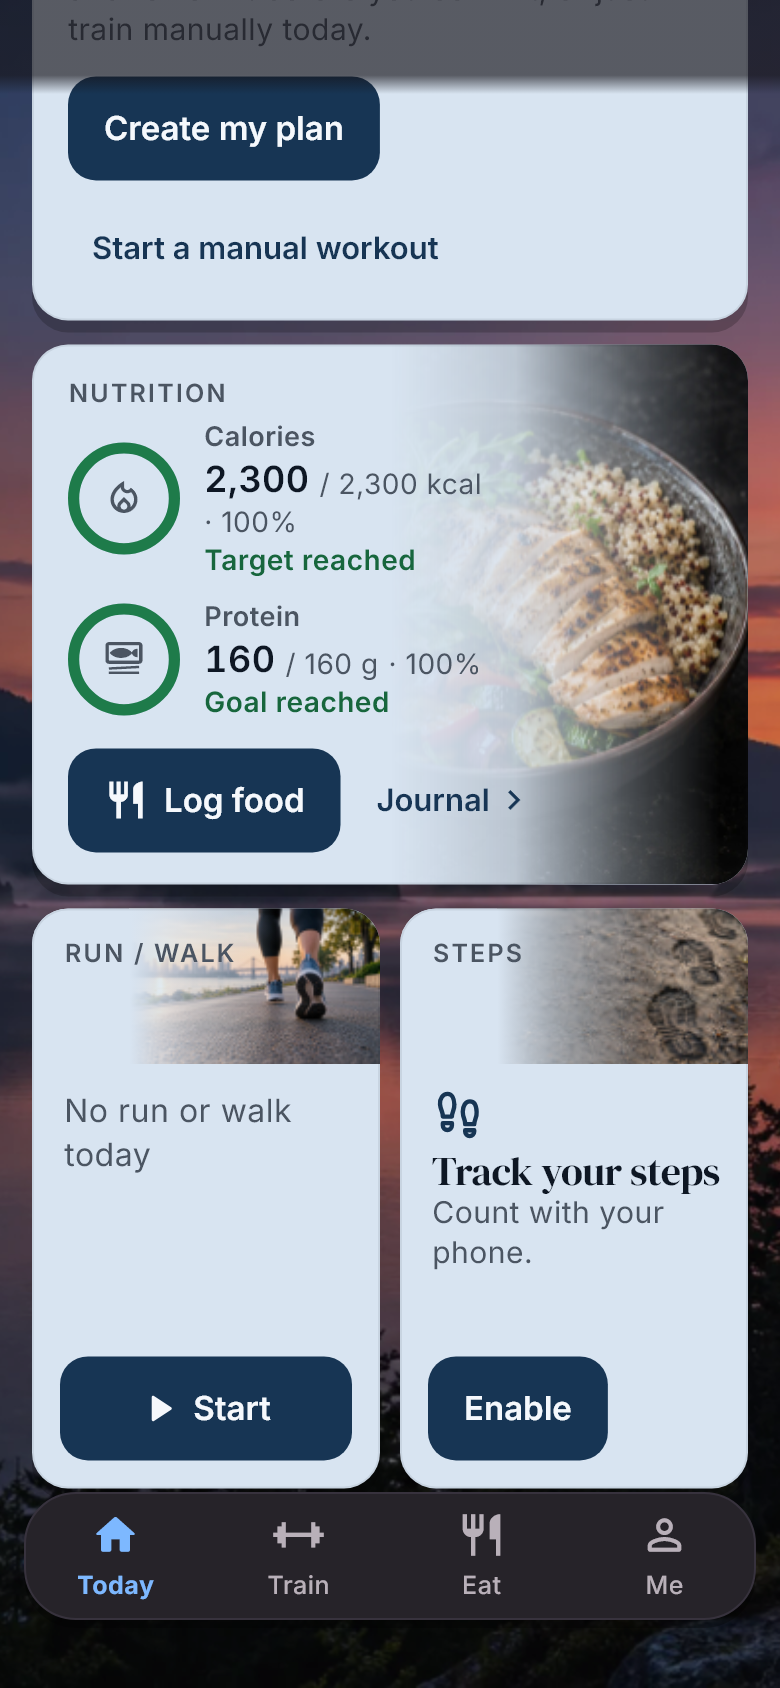 train manually today.
Create my plan
Start a manual workout
NUTRITION
Calories
2,300 / 2,300 kcal
· 100%
Target reached
Protein
160 / 160 g · 100%
Goal reached
Log food
Journal
RUN / WALK
No run or walk
today
Start
STEPS
Track your steps
Count with your
phone.
Enable
Today
Train
Eat
Me